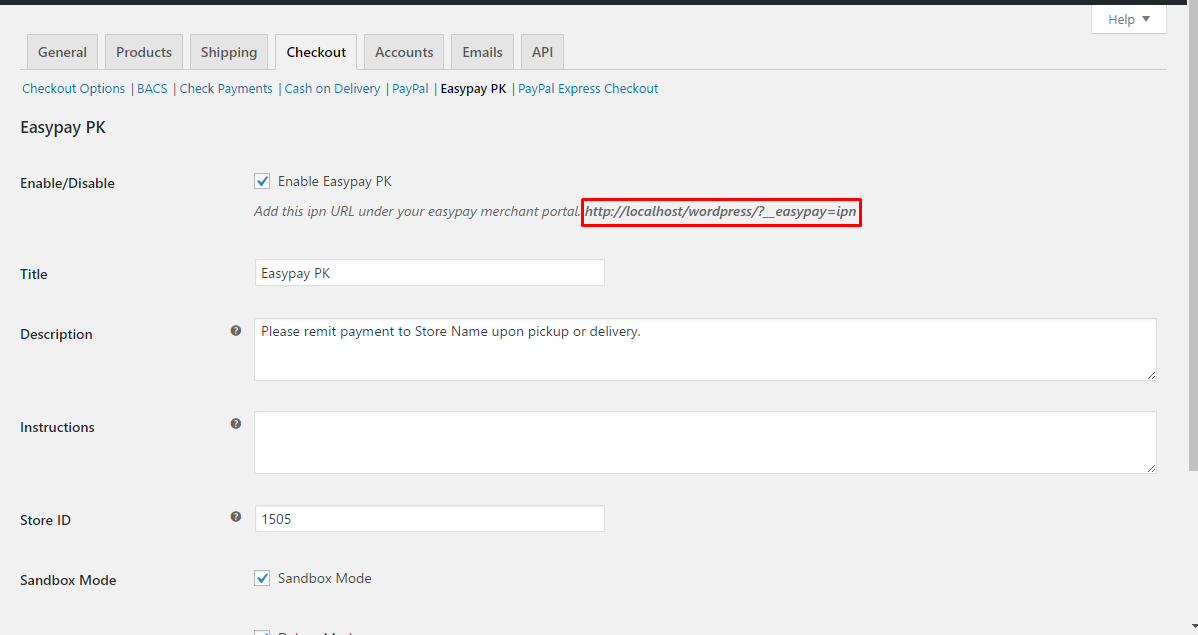 Help ▼
General Products Shipping Checkout Accounts Emails API
Checkout Options | BACS | Check Payments | Cash on Delivery | PayPal | Easypay PK | PayPal Express Checkout
Easypay PK
Enable/Disable
Enable Easypay PK
Add this ipn URL under your easypay merchant portal. http://localhost/wordpress/?__easypay=ipn
Title
Easypay PK
Description
Please remit payment to Store Name upon pickup or delivery.
Instructions
Store ID
1505
Sandbox Mode
Sandbox Mode